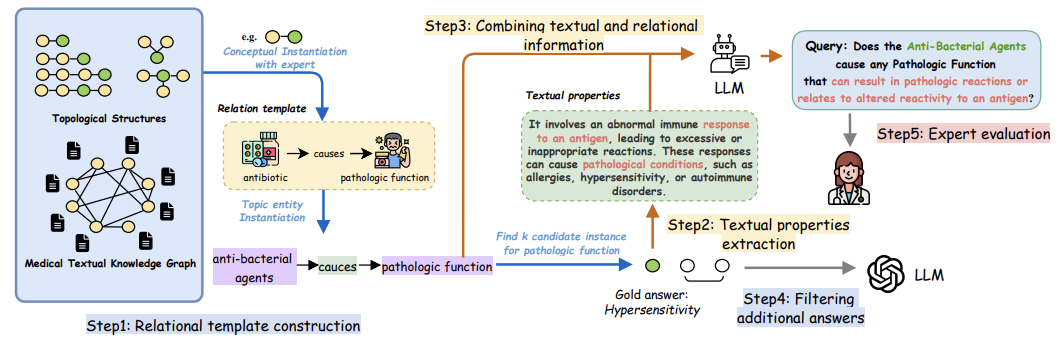 e.g.
Conceptual Instantiation
with expert
Topological Structures
Medical Textual Knowledge Graph
Relation template
antibiotic
causes
pathologic function
Topic entity
Instantiation
anti-bacterial
agents
cauces
pathologic function
Step1: Relational template construction
Step3: Combining textual and relational
information
LLM
Textual properties
It involves an abnormal immune response
to an antigen, leading to excessive or
inappropriate reactions. These responses
can cause pathological conditions, such as
allergies, hypersensitivity, or autoimmune
disorders.
Find k candidate instance
for pathologic function
Step2: Textual properties
extraction
Gold answer:
Hypersensitivity
Step4: Filtering
additional answers
LLM
Query: Does the Anti-Bacterial Agents
cause any Pathologic Function
that can result in pathologic reactions or
relates to altered reactivity to an antigen?
Step5: Expert evaluation